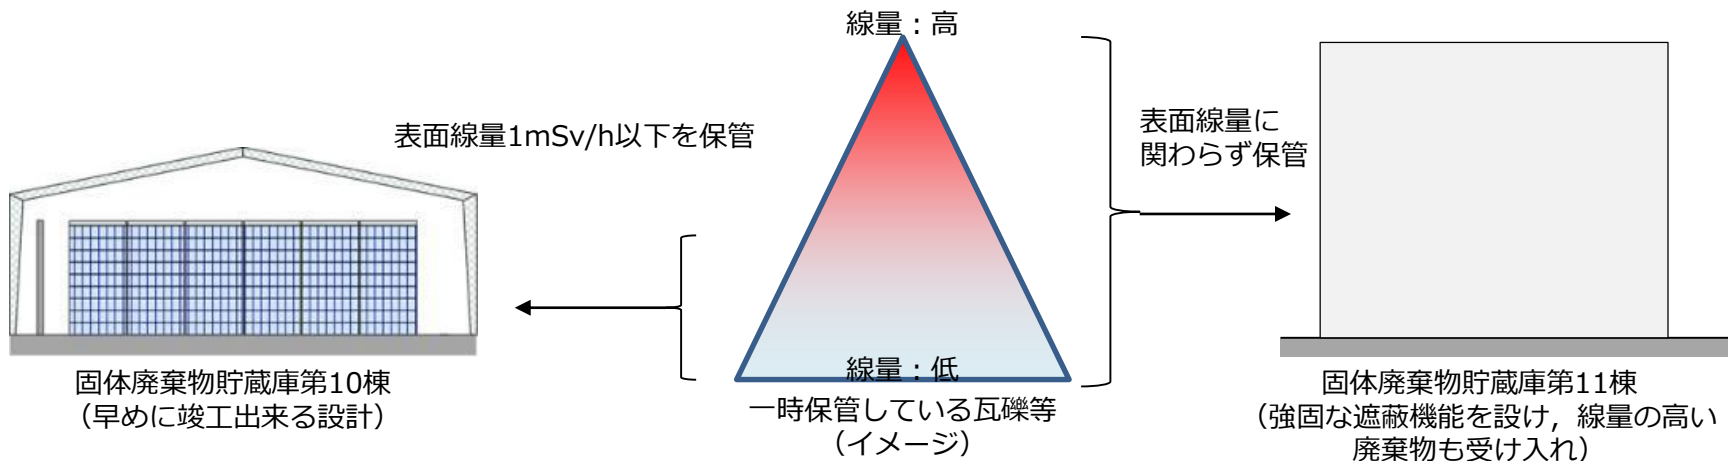 線量：高
表面線量1mSv/h以下を保管
表面線量に
関わらず保管
線量：低
固体廃棄物貯蔵庫第10棟
（早めに竣工出来る設計）
一時保管している瓦礫等
（イメージ）
固体廃棄物貯蔵庫第11棟
（強固な遮蔽機能を設け，線量の高い
廃棄物も受け入れ）